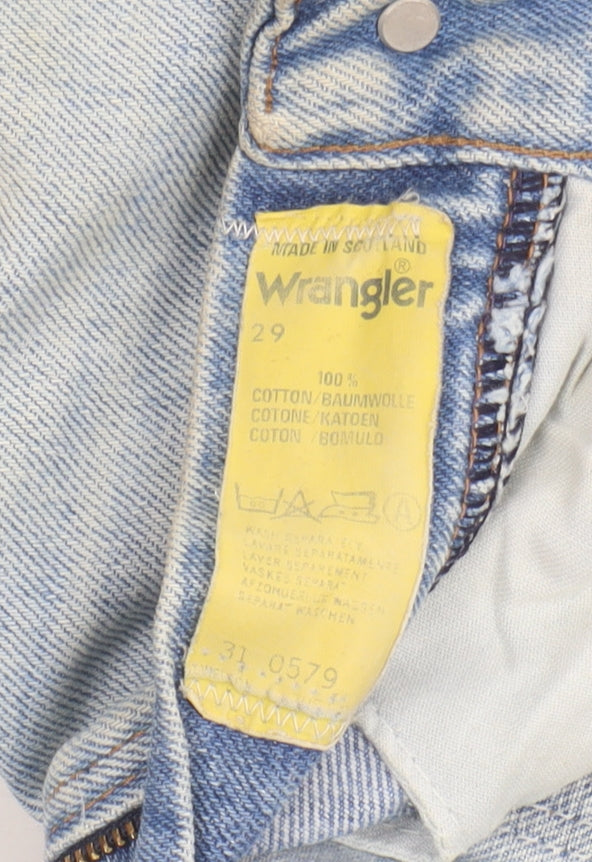 MADE IN SCOTLAND
Wrangler®
29
100 %
COTTON/BAUMWOLLE
COTONE/KATOEN
COTON /BOMULD
A
WASH SEPARATELY
LAVARE SEPARATAMENTE
LAVER SEPAREMENT
VASKES SEPARAT
AFZONDERLIJK WASSEN
SEPARAT WASCHEN
31 0579